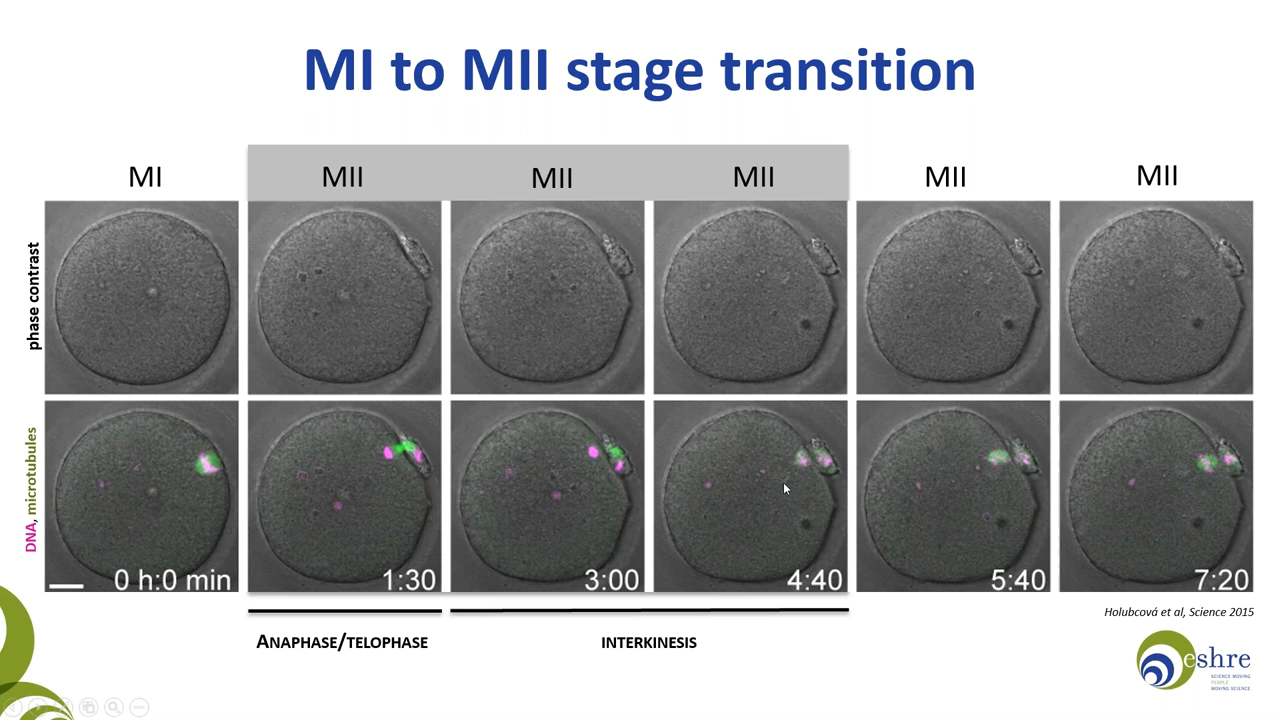 MI to MII stage transition
MI
MII
MII
MII
MII
MII
phase contrast
DNA, microtubules
0 h:0 min
1:30
3:00
4:40
5:40
7:20
ANAPHASE/TELOPHASE
INTERKINESIS
Holubcová et al, Science 2015
eshre
SCIENCE MOVING
PEOPLE
MOVING SCIENCE